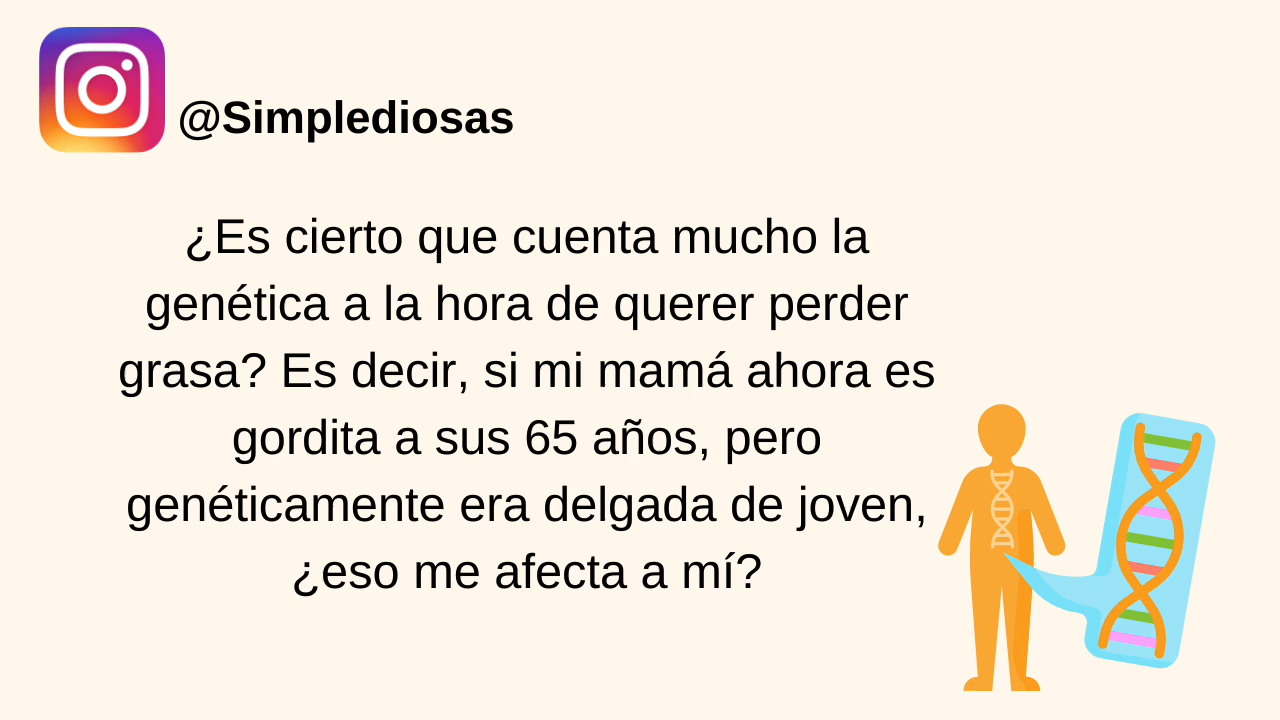 @Simplediosas
¿Es cierto que cuenta mucho la
genética a la hora de querer perder
grasa? Es decir, si mi mamá ahora es
gordita a sus 65 años, pero
genéticamente era delgada de joven,
¿eso me afecta a mí?